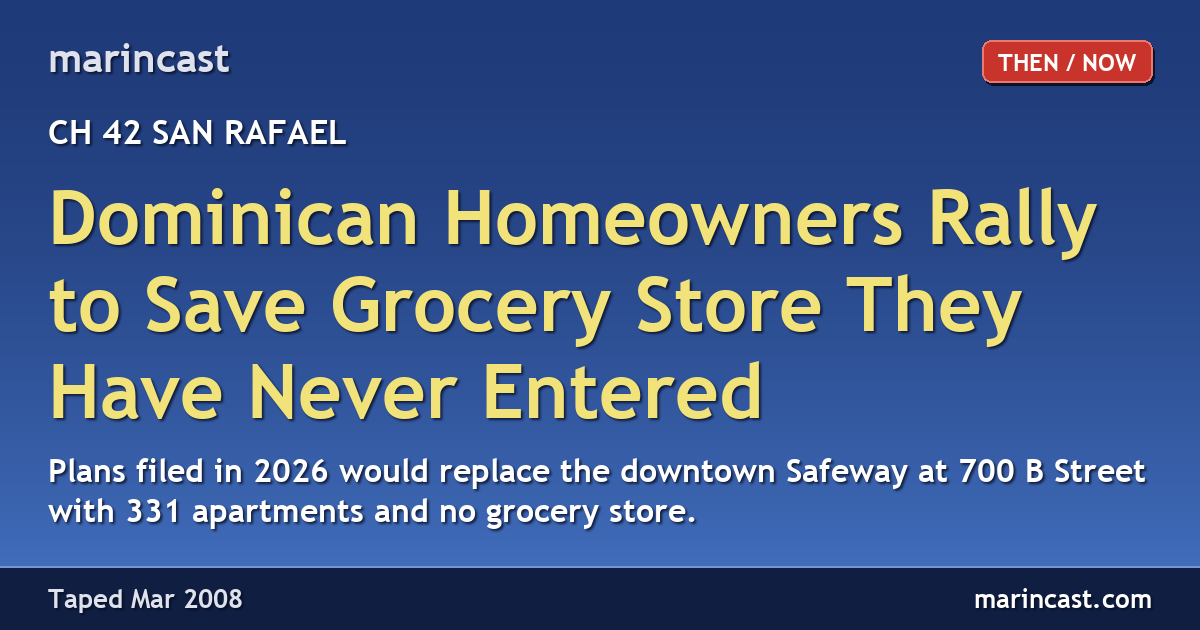 marincast
THEN / NOW
CH 42 SAN RAFAEL
Dominican Homeowners Rally
to Save Grocery Store They
Have Never Entered
Plans filed in 2026 would replace the downtown Safeway at 700 B Street
with 331 apartments and no grocery store.
Taped Mar 2008
marincast.com